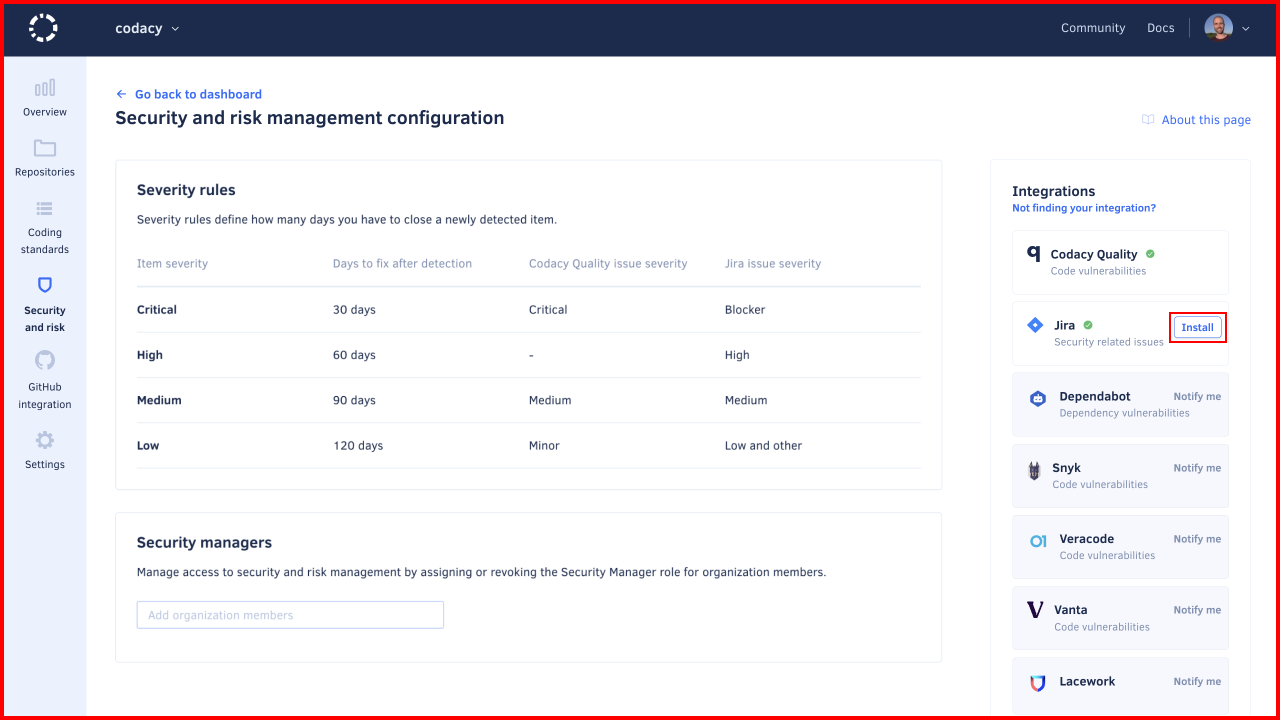 codacy
Community
Docs
Overview
Repositories
Coding
standards
Security
and risk
GitHub
integration
Settings
Go back to dashboard
Security and risk management configuration
About this page
Severity rules
Severity rules define how many days you have to close a newly detected item.
Item severity Days to fix after detection Codacy Quality issue severity Jira issue severity
Critical 30 days Critical Blocker
High 60 days - High
Medium 90 days Medium Medium
Low 120 days Minor Low and other
Security managers
Manage access to security and risk management by assigning or revoking the Security Manager role for organization members.
Add organization members
Integrations
Not finding your integration?
Codacy Quality
Code vulnerabilities
Jira
Security related issues
Install
Dependabot
Notify me
Dependency vulnerabilities
Snyk
Notify me
Code vulnerabilities
Veracode
Notify me
Code vulnerabilities
Vanta
Notify me
Code vulnerabilities
Lacework
Notify me